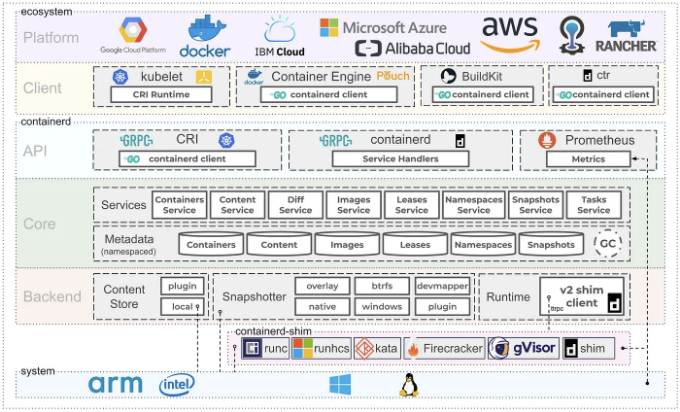 ecosystem
Platform
Google Cloud Platform
docker
IBM Cloud
Microsoft Azure
Alibaba Cloud
aws
RANCHER
Client
kubelet
CRI Runtime
docker
Container Engine
Pouch
GO containerd client
BuildKit
GO containerd client
ctr
GO containerd client
containerd
API
GRPC
CRI
GO containerd client
GRPC
containerd
Service Handlers
Prometheus
Metrics
Core
Services
Containers
Service
Content
Service
Diff
Service
Images
Service
Leases
Service
Namespaces
Service
Snapshots
Service
Tasks
Service
Metadata
(namespaced)
Containers
Content
Images
Leases
Namespaces
Snapshots
GC
Backend
Content
Store
plugin
local
Snapshotter
overlay
btrfs
devmapper
native
windows
plugin
Runtime
v2 shim
client
ttrpc
containerd-shim
runc
runhcs
kata
Firecracker
gVisor
shim
system
arm
intel